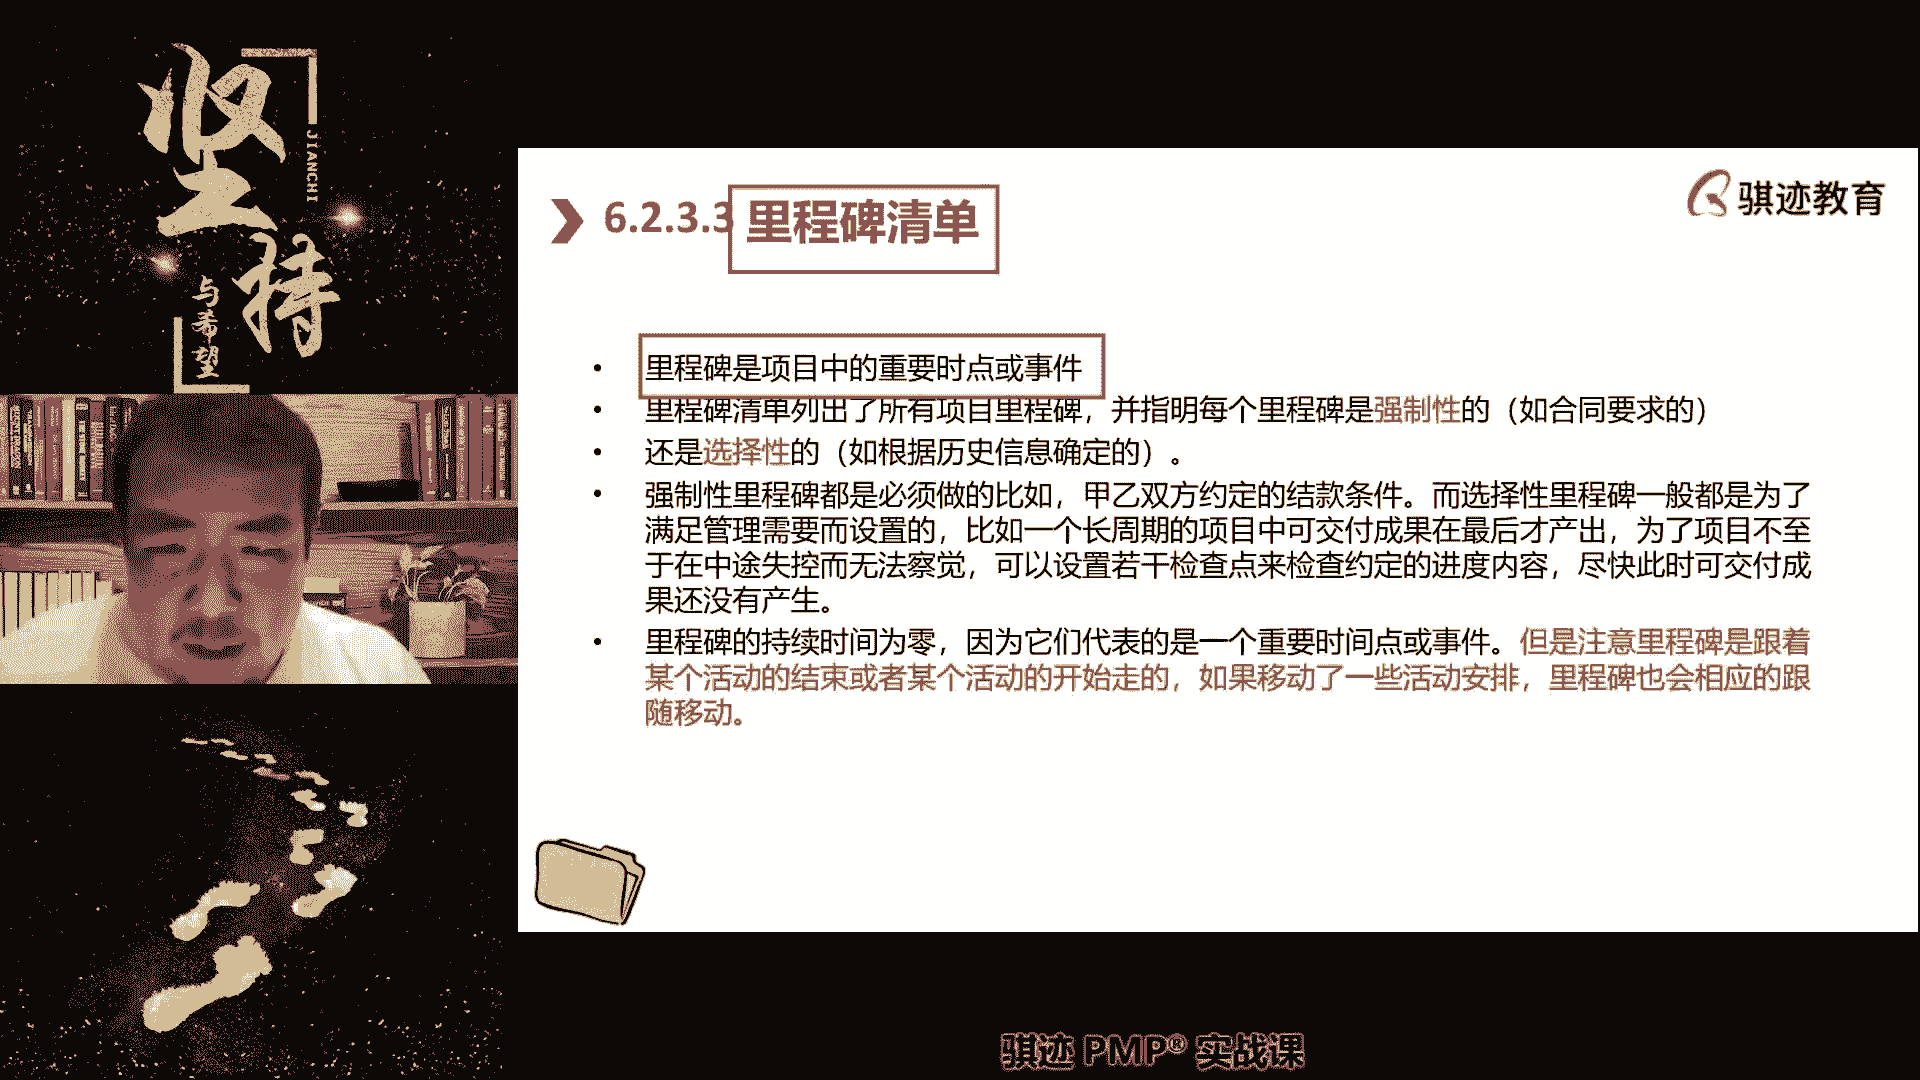 坚持
JIANCHI
与希望
骐迹教育
6.2.3.3 里程碑清单
• 里程碑是项目中的重要时点或事件
• 里程碑清单列出了所有项目里程碑，并指明每个里程碑是强制性的（如合同要求的）
• 还是选择性的（如根据历史信息确定的）。
• 强制性里程碑都是必须做的比如，甲乙双方约定的结款条件。而选择性里程碑一般都是为了
满足管理需要而设置的，比如一个长周期的项目中可交付成果在最后才产出，为了项目不至
于在中途失控而无法察觉，可以设置若干检查点来检查约定的进度内容，尽快此时可交付成
果还没有产生。
• 里程碑的持续时间为零，因为它们代表的是一个重要时间点或事件。但是注意里程碑是跟着
某个活动的结束或者某个活动的开始走的，如果移动了一些活动安排，里程碑也会相应的跟
随移动。
骐迹 PMP® 实战课